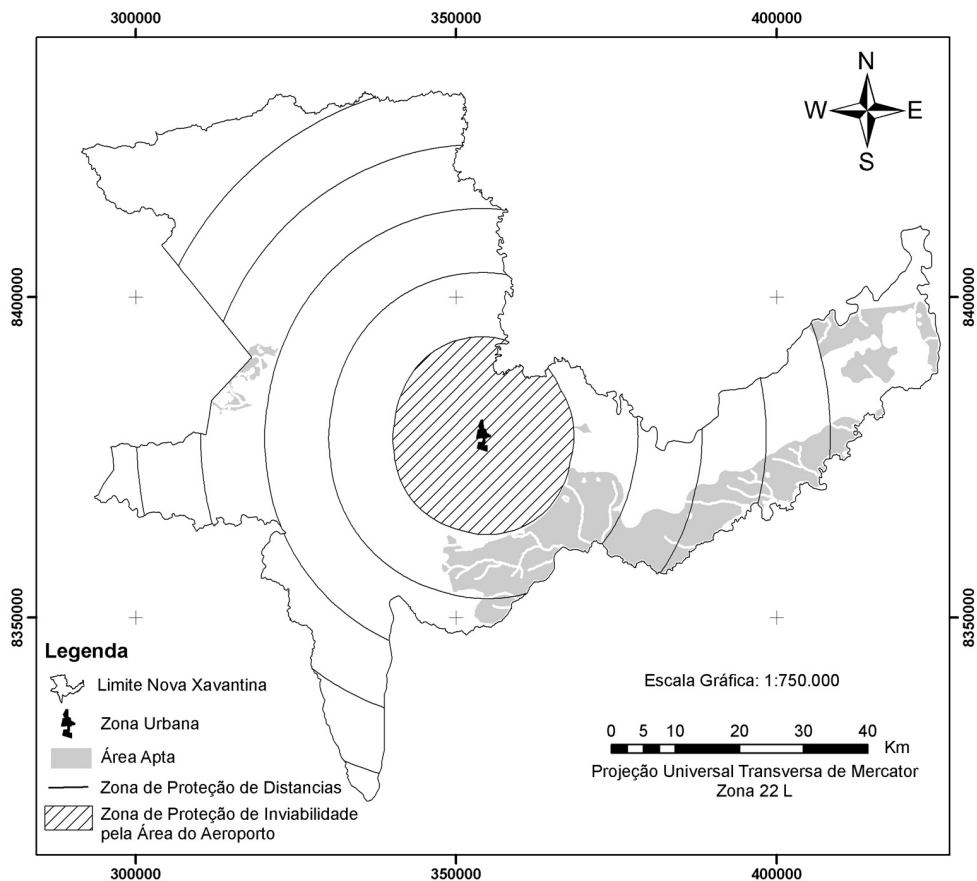 300000 350000 400000
N
W E
S
8400000 8400000
8350000 8350000
Legenda
Limite Nova Xavantina
Zona Urbana
Área Apta
Zona de Proteção de Distancias
Zona de Proteção de Inviabilidade
pela Área do Aeroporto
Escala Gráfica: 1:750.000
0 5 10 20 30 40
Km
Projeção Universal Transversa de Mercator
Zona 22 L
300000 350000 400000